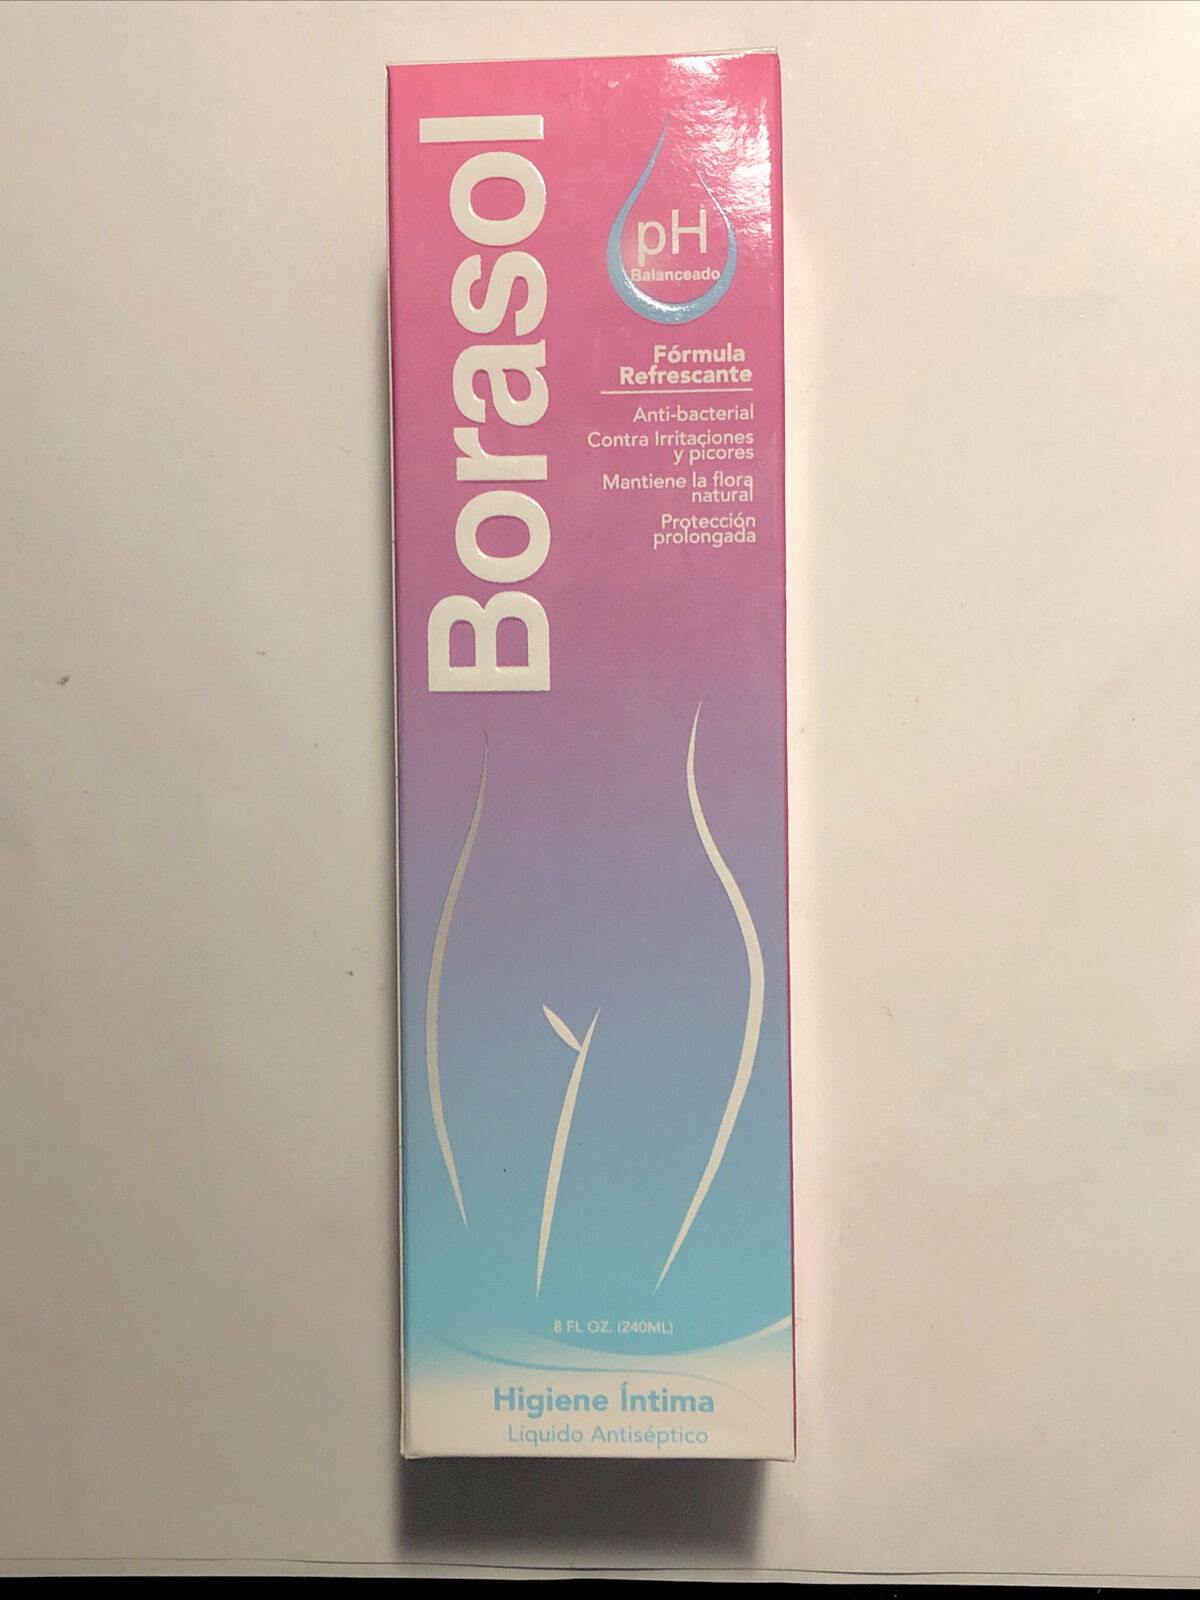 Borasol
pH
Balanceado
Fórmula
Refrescante
Anti-bacterial
Contra Irritaciones
y picores
Mantiene la flora
natural
Protección
prolongada
8 FL OZ. (240ML)
Higiene Íntima
Líquido Antiséptico